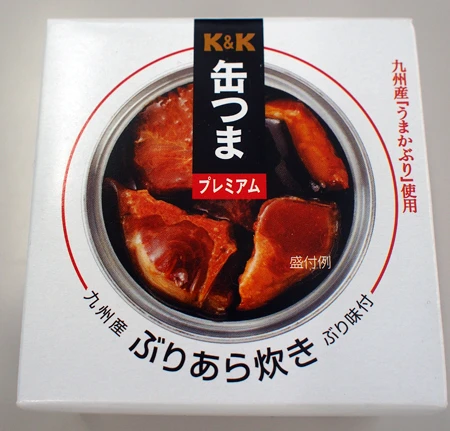 K&K
缶つま
プレミアム
九州産『うまかぶり』使用
盛付例
九州産
ぶりあら炊き
ぶり味付